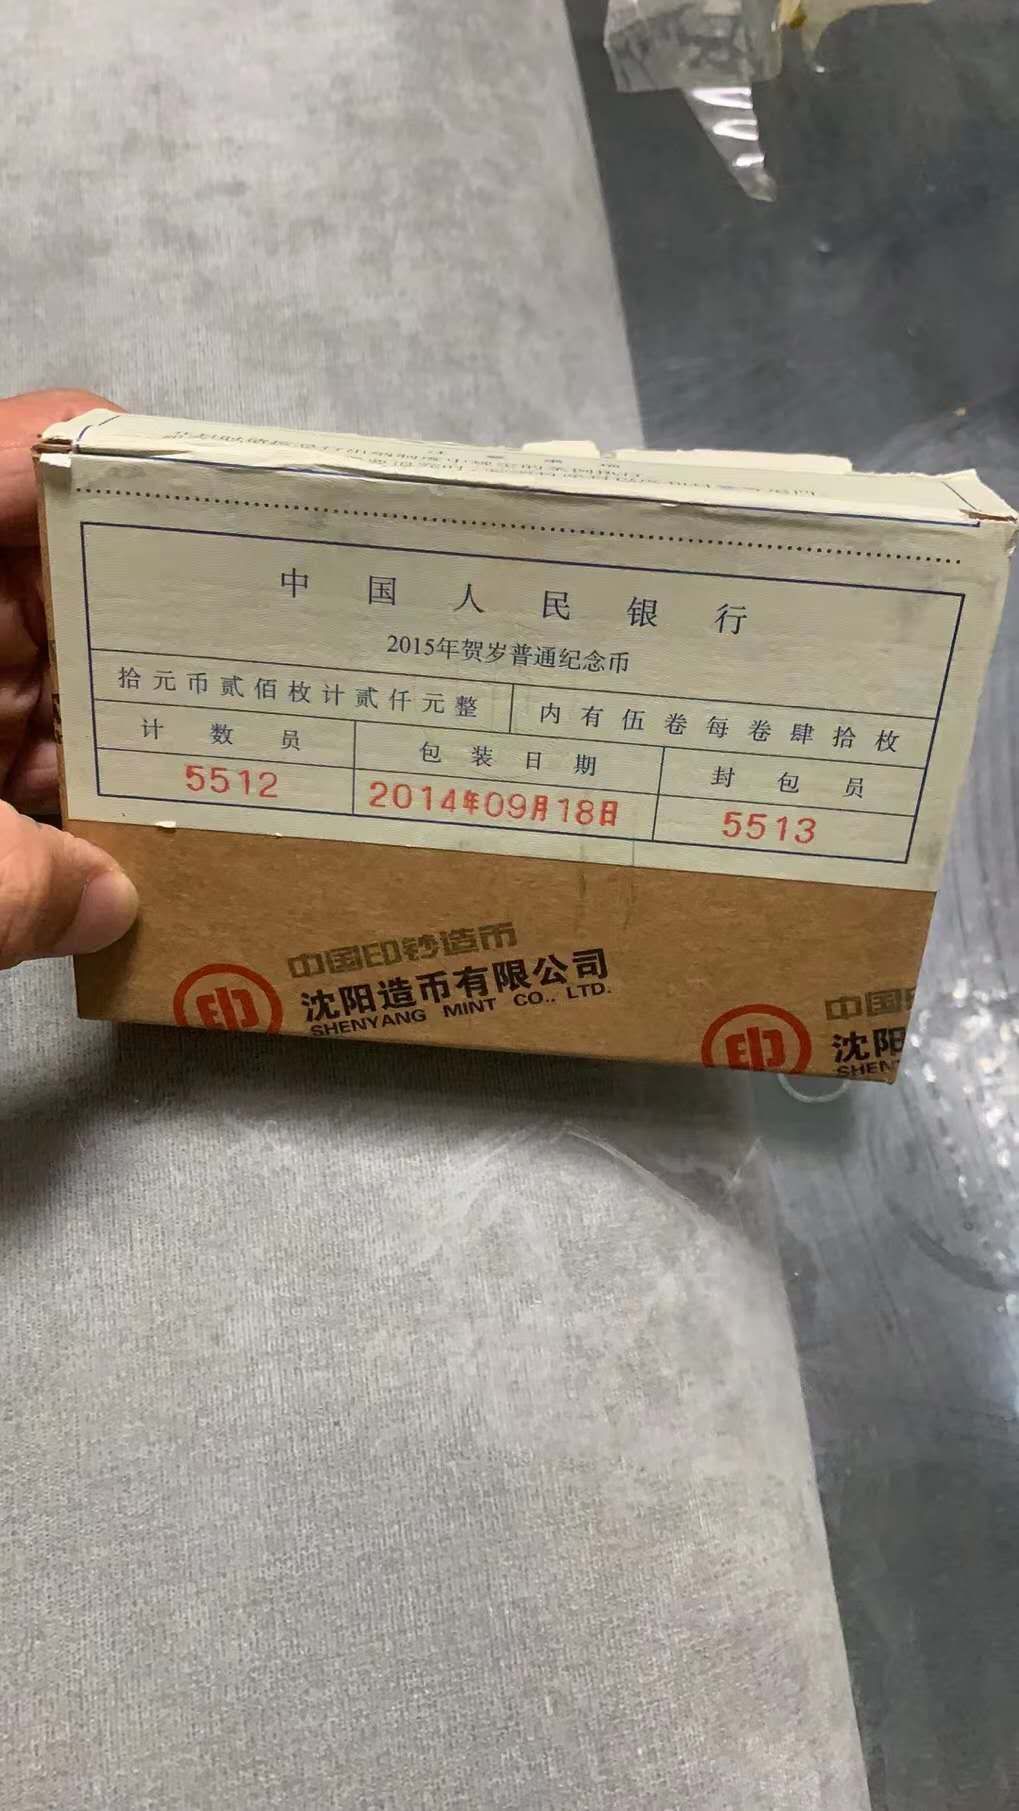 中国人民银行
2015年贺岁普通纪念币
拾元币贰佰枚计贰仟元整 内有伍卷每卷肆拾枚
计数员 包装日期 封包员
5512 2014年09月18日 5513
中国印钞造币
沈阳造币有限公司
SHENYANG MINT CO., LTD.
中国印
沈阳
SHEN